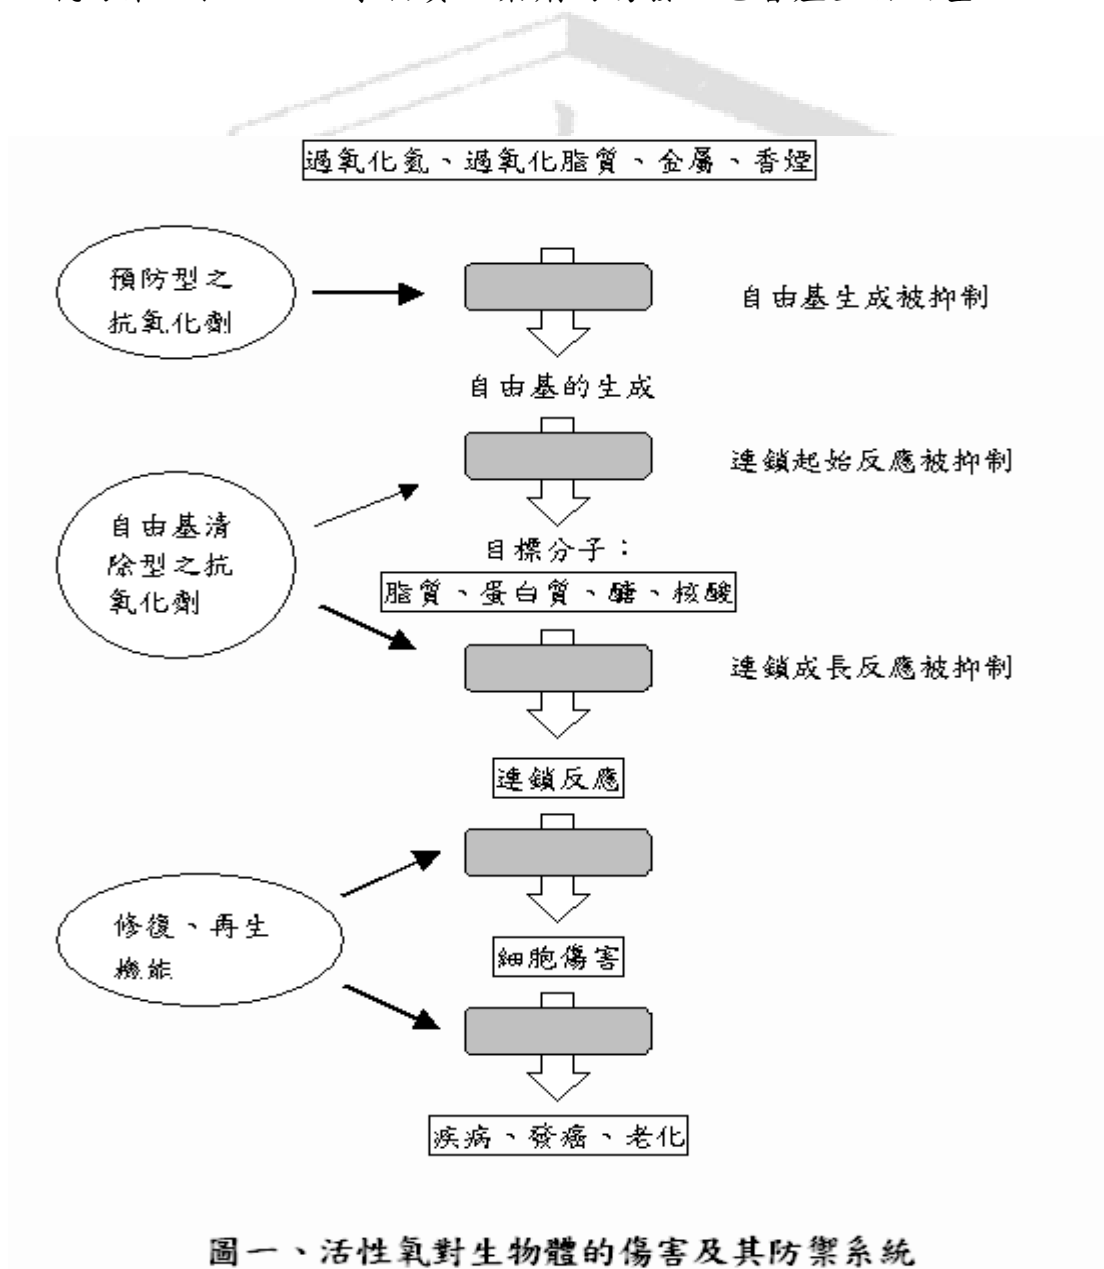 過氧化氫、過氧化脂質、金屬、香煙
預防型之
抗氧化劑
自由基生成被抑制
自由基的生成
連鎖起始反應被抑制
自由基清
除型之抗
氧化劑
目標分子：
脂質、蛋白質、醣、核酸
連鎖成長反應被抑制
連鎖反應
修復、再生
機能
細胞傷害
疾病、發癌、老化
圖一、活性氧對生物體的傷害及其防禦系統